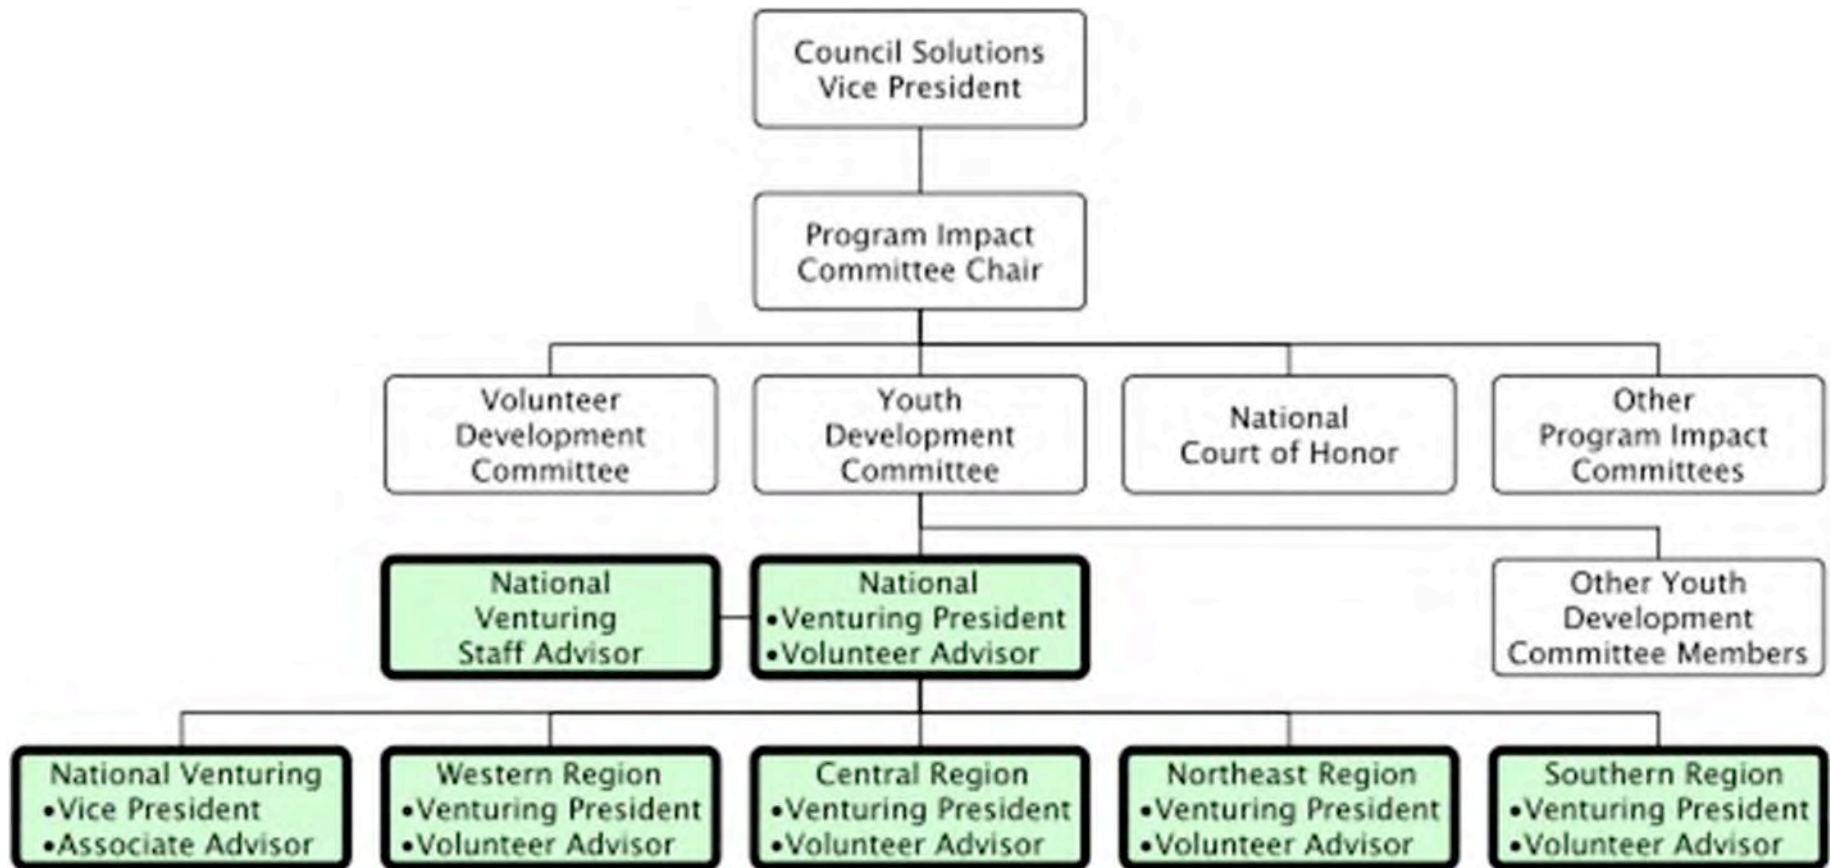 Council Solutions
Vice President
Program Impact
Committee Chair
Volunteer
Development
Committee
Youth
Development
Committee
National
Court of Honor
Other
Program Impact
Committees
National
Venturing
Staff Advisor
National
•Venturing President
•Volunteer Advisor
Other Youth
Development
Committee Members
National Venturing
•Vice President
•Associate Advisor
Western Region
•Venturing President
•Volunteer Advisor
Central Region
•Venturing President
•Volunteer Advisor
Northeast Region
•Venturing President
•Volunteer Advisor
Southern Region
•Venturing President
•Volunteer Advisor